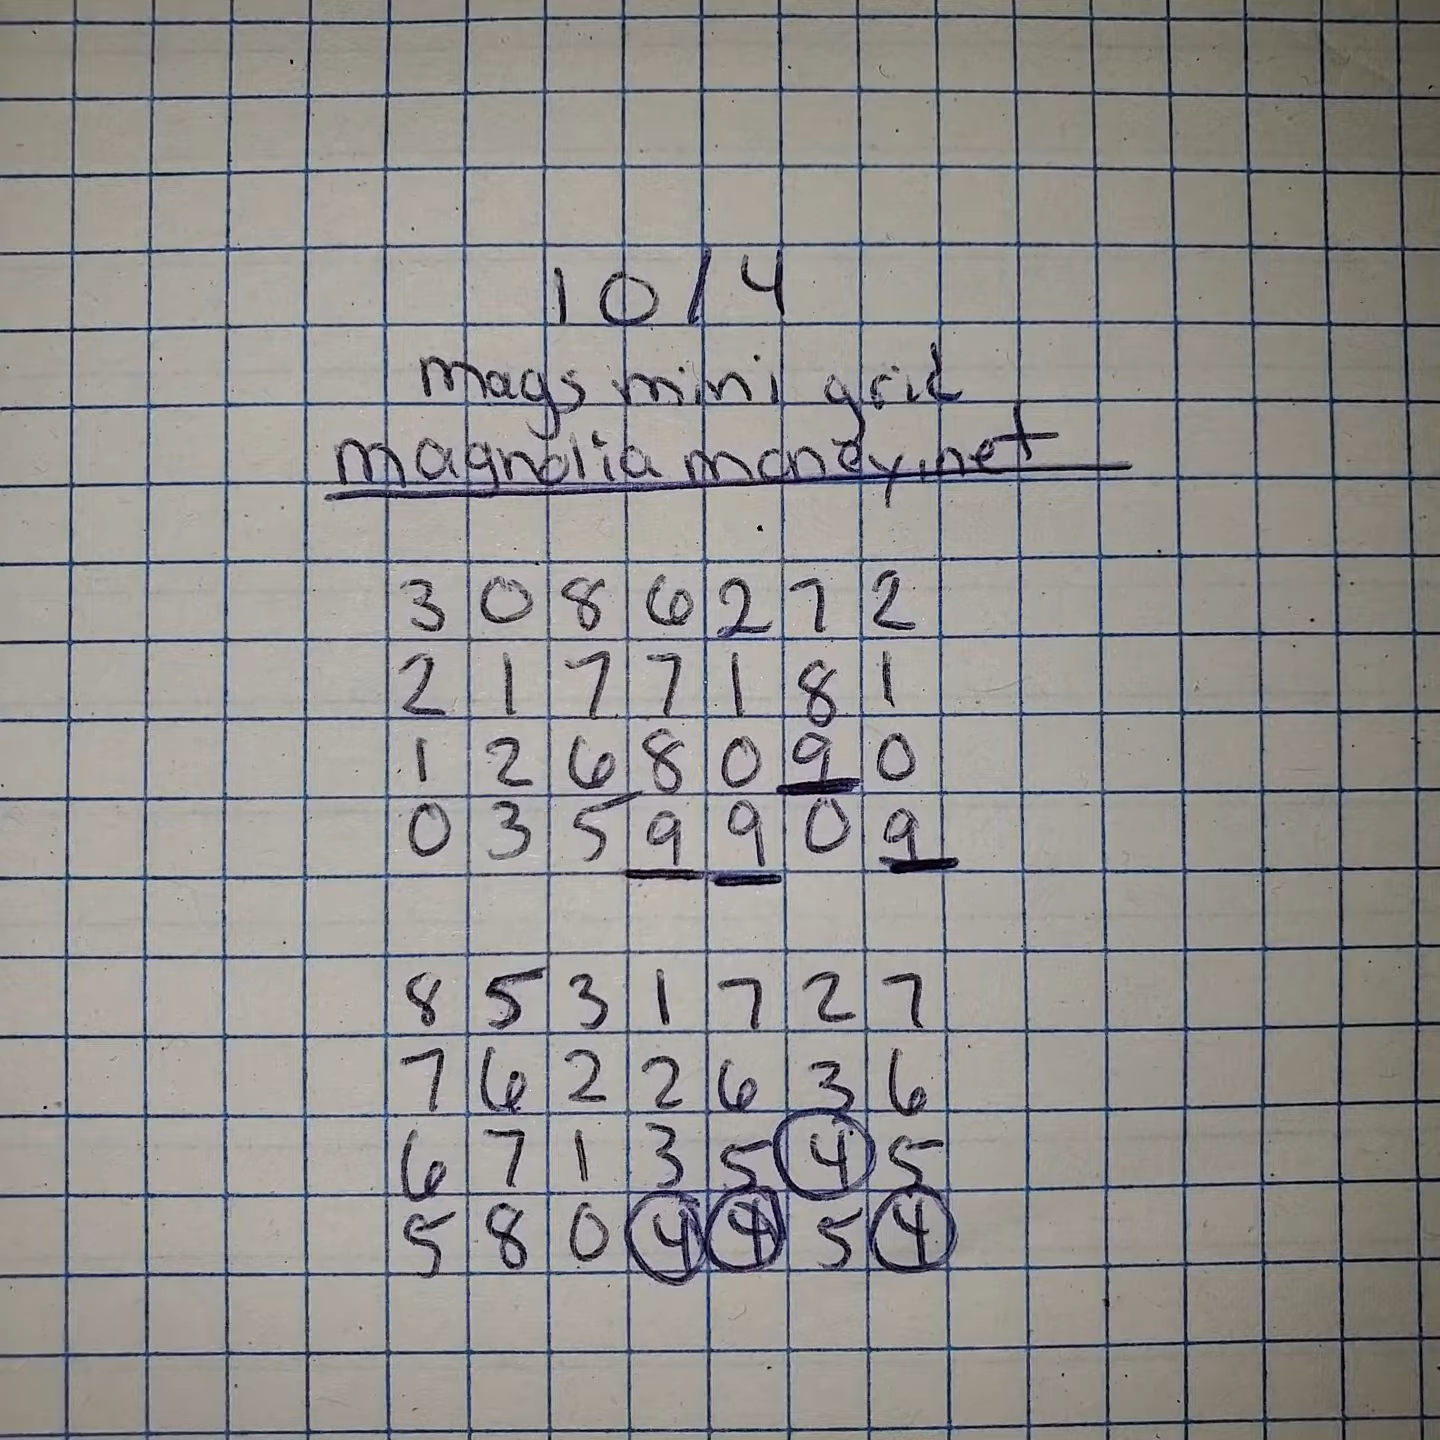 10/4
mags mini grid
magnolia money.net
3 0 8 6 2 7 2
2 1 7 7 1 8 1
1 2 6 8 0 9 0
0 3 5 9 9 0 9
8 5 3 1 7 2 7
7 6 2 2 6 3 6
6 7 1 3 5 4 5
5 8 0 4 4 5 4